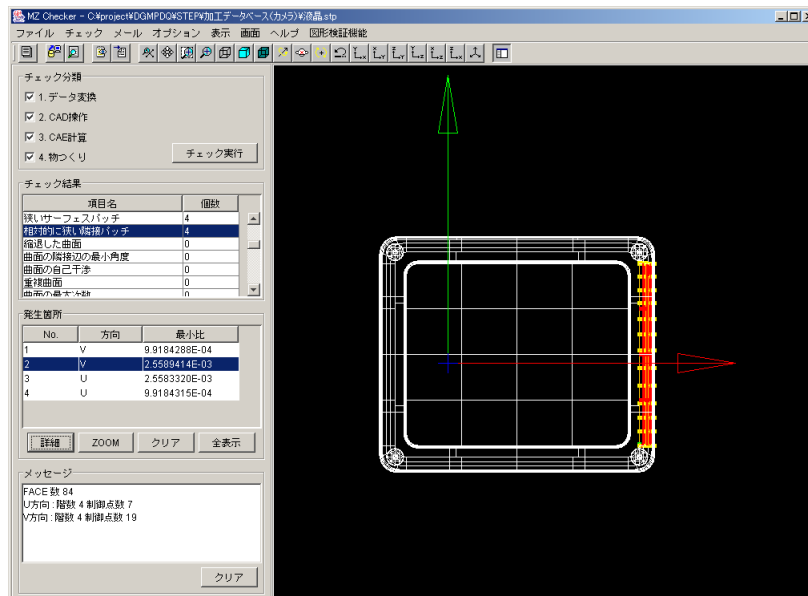 MZ Checker - C:¥project¥DGMPDQ¥STEP¥加工データベース(カメラ)¥液晶.stp
ファイル チェック メール オプション 表示 画面 ヘルプ 図形検証機能
チェック分類
1. データ変換
2. CAD操作
3. CAE計算
4. 物つくり
チェック実行
チェック結果
項目名 個数
狭いサーフェスパッチ 4
相対的に狭い隣接パッチ 4
縮退した曲面 0
曲面の隣接辺の最小角度 0
曲面の自己干渉 0
重複曲面 0
曲面の最大次数 0
発生箇所
No. 方向 最小比
1 V 9.9184288E-04
2 V 2.5589414E-03
3 U 2.5583320E-03
4 U 9.9184315E-04
詳細 ZOOM クリア 全表示
メッセージ
FACE 数 84
U方向 : 階数 4 制御点数 7
V方向 : 階数 4 制御点数 19
クリア